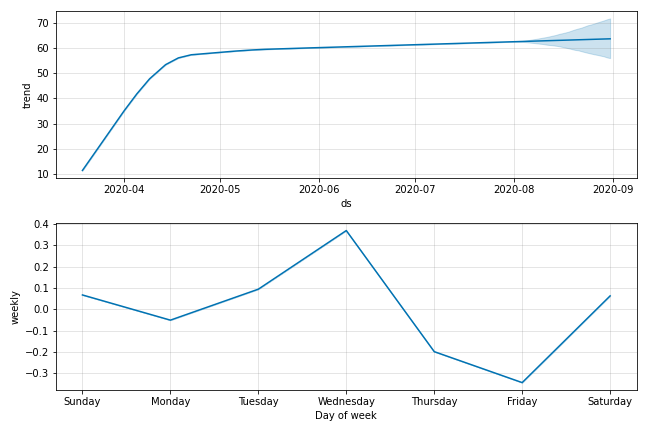 70
60
50
40
30
20
10
trend
2020-04 2020-05 2020-06 2020-07 2020-08 2020-09
ds
0.4
0.3
0.2
0.1
0.0
−0.1
−0.2
−0.3
weekly
Sunday Monday Tuesday Wednesday Thursday Friday Saturday
Day of week